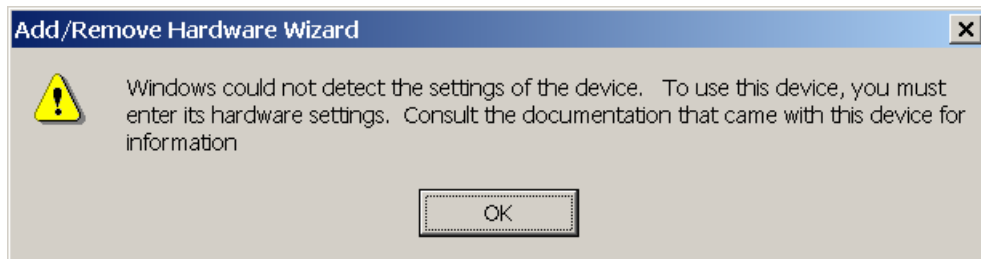 Add/Remove Hardware Wizard
Windows could not detect the settings of the device.   To use this device, you must
enter its hardware settings.  Consult the documentation that came with this device for
information
OK